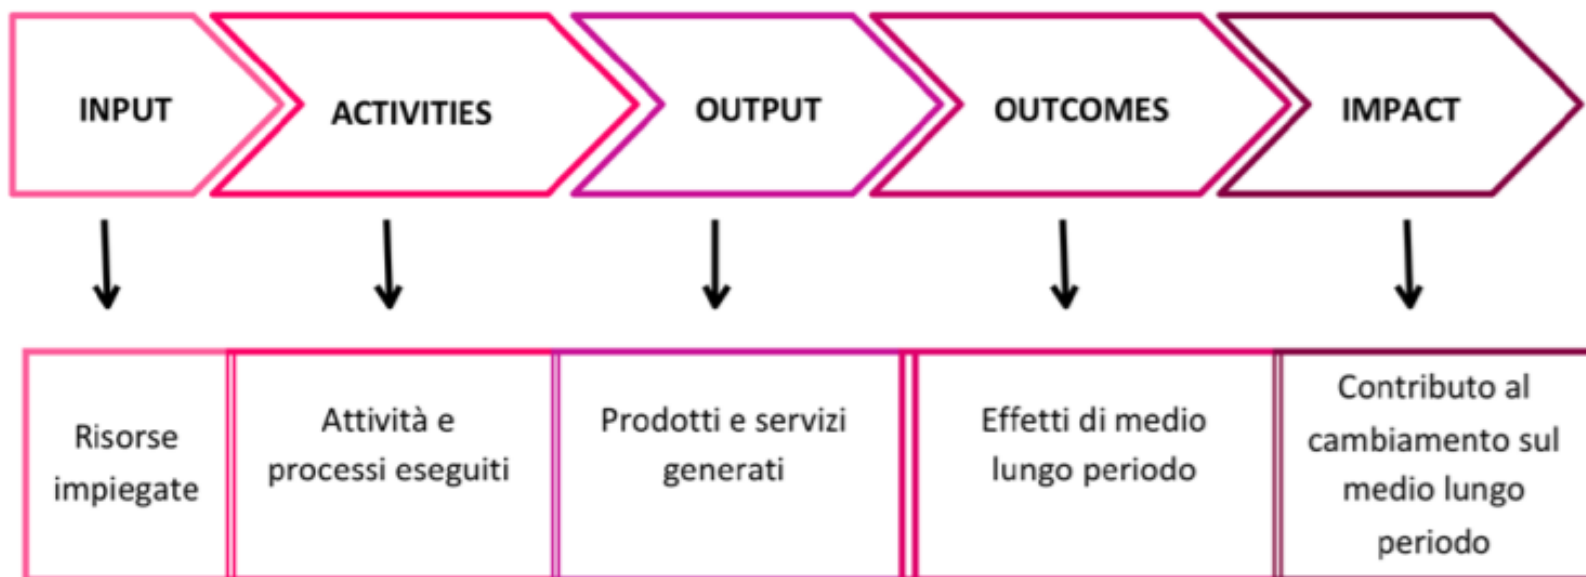 INPUT
ACTIVITIES
OUTPUT
OUTCOMES
IMPACT
Risorse
impiegate
Attività e
processi eseguiti
Prodotti e servizi
generati
Effetti di medio
lungo periodo
Contributo al
cambiamento sul
medio lungo
periodo